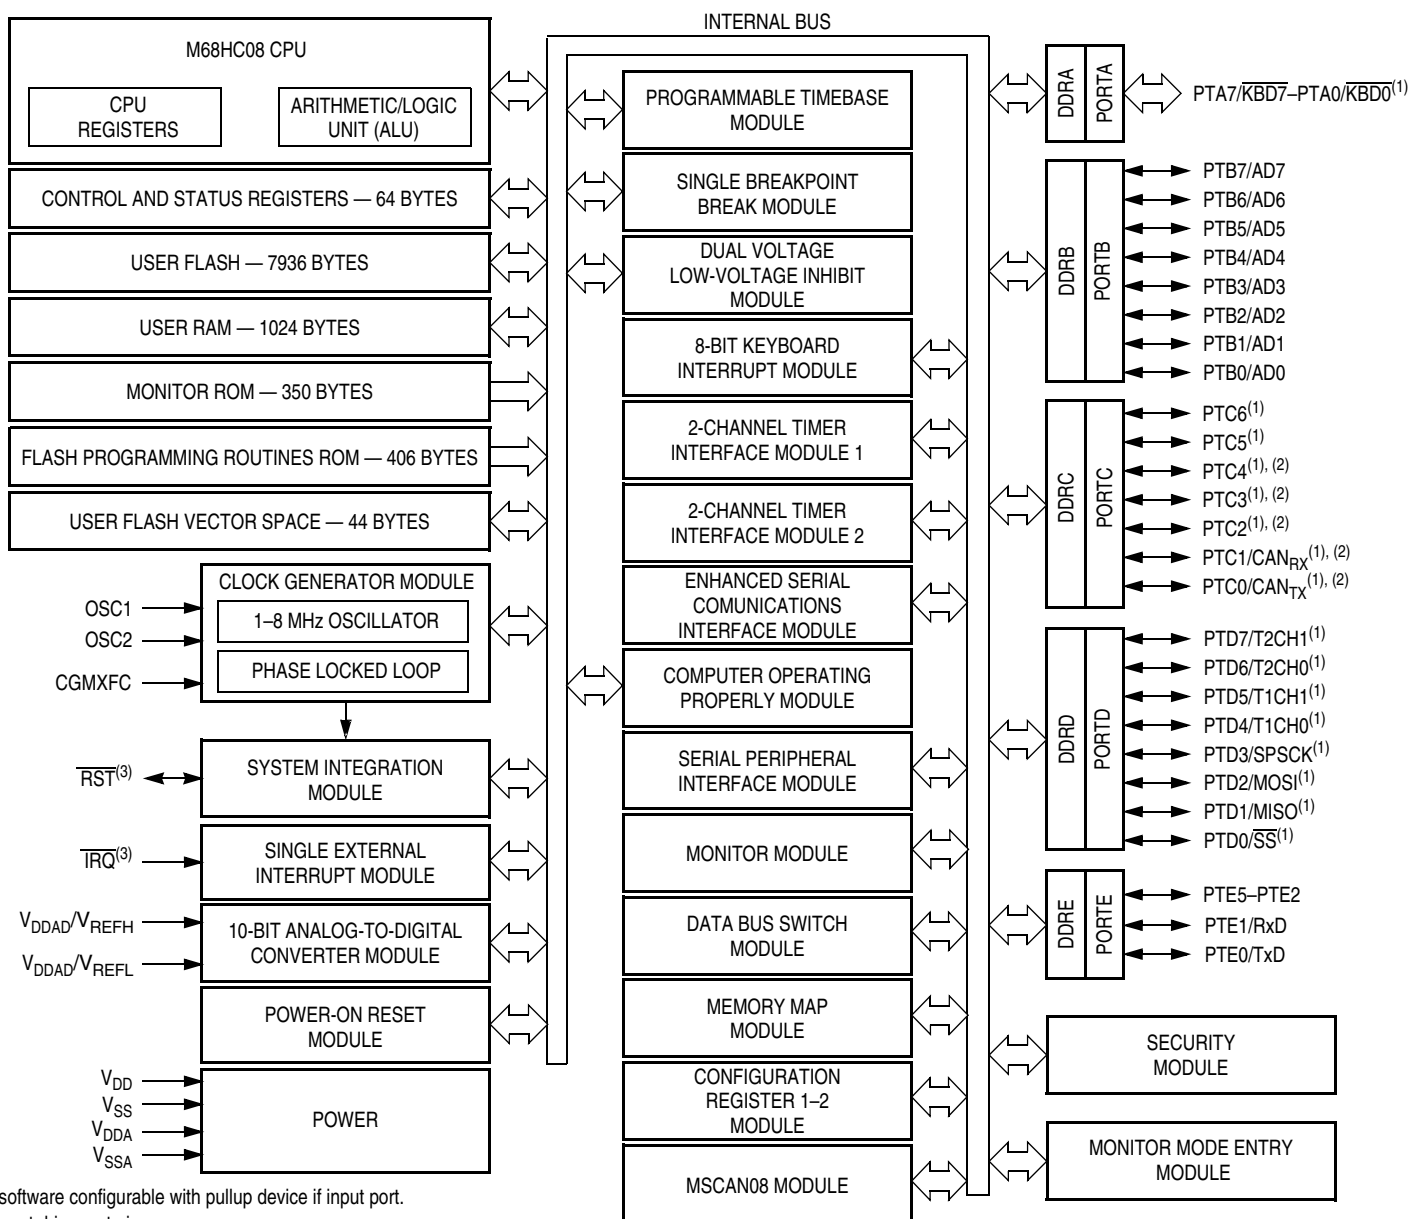 INTERNAL BUS
M68HC08 CPU
CPU
REGISTERS
ARITHMETIC/LOGIC
UNIT (ALU)
CONTROL AND STATUS REGISTERS — 64 BYTES
USER FLASH — 7936 BYTES
USER RAM — 1024 BYTES
MONITOR ROM — 350 BYTES
FLASH PROGRAMMING ROUTINES ROM — 406 BYTES
USER FLASH VECTOR SPACE — 44 BYTES
CLOCK GENERATOR MODULE
1–8 MHz OSCILLATOR
PHASE LOCKED LOOP
OSC1
OSC2
CGMXFC
SYSTEM INTEGRATION
MODULE
RST(3)
SINGLE EXTERNAL
INTERRUPT MODULE
IRQ(3)
10-BIT ANALOG-TO-DIGITAL
CONVERTER MODULE
VDDAD/VREFH
VDDAD/VREFL
POWER-ON RESET
MODULE
POWER
VDD
VSS
VDDA
VSSA
PROGRAMMABLE TIMEBASE
MODULE
SINGLE BREAKPOINT
BREAK MODULE
DUAL VOLTAGE
LOW-VOLTAGE INHIBIT
MODULE
8-BIT KEYBOARD
INTERRUPT MODULE
2-CHANNEL TIMER
INTERFACE MODULE 1
2-CHANNEL TIMER
INTERFACE MODULE 2
ENHANCED SERIAL
COMUNICATIONS
INTERFACE MODULE
COMPUTER OPERATING
PROPERLY MODULE
SERIAL PERIPHERAL
INTERFACE MODULE
MONITOR MODULE
DATA BUS SWITCH
MODULE
MEMORY MAP
MODULE
CONFIGURATION
REGISTER 1–2
MODULE
MSCAN08 MODULE
DDRA
PORTA
PTA7/KBD7–PTA0/KBD0(1)
DDRB
PORTB
PTB7/AD7
PTB6/AD6
PTB5/AD5
PTB4/AD4
PTB3/AD3
PTB2/AD2
PTB1/AD1
PTB0/AD0
DDRC
PORTC
PTC6(1)
PTC5(1)
PTC4(1), (2)
PTC3(1), (2)
PTC2(1), (2)
PTC1/CANRX(1), (2)
PTC0/CANTX(1), (2)
DDRD
PORTD
PTD7/T2CH1(1)
PTD6/T2CH0(1)
PTD5/T1CH1(1)
PTD4/T1CH0(1)
PTD3/SPSCK(1)
PTD2/MOSI(1)
PTD1/MISO(1)
PTD0/SS(1)
DDRE
PORTE
PTE5–PTE2
PTE1/RxD
PTE0/TxD
SECURITY
MODULE
MONITOR MODE ENTRY
MODULE
software configurable with pullup device if input port.